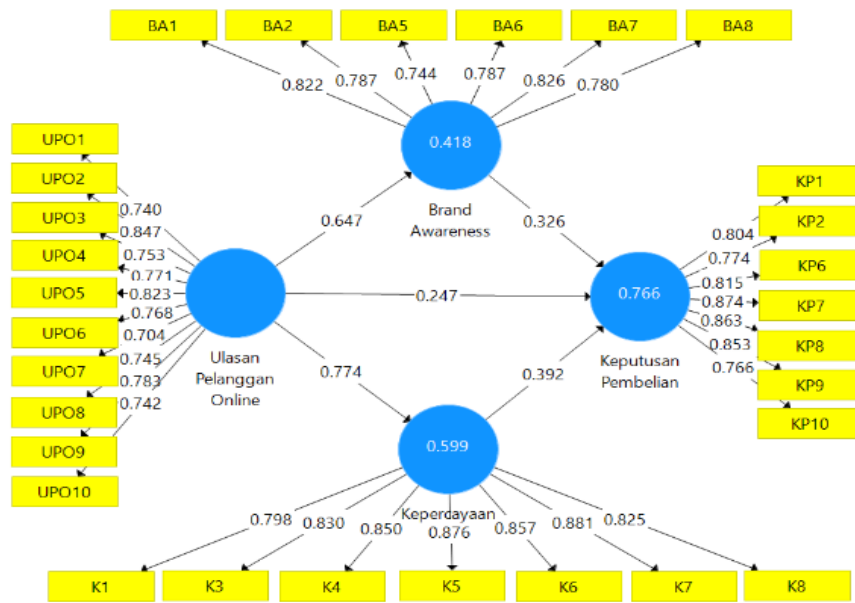 BA1 BA2 BA5 BA6 BA7 BA8
0.822 0.787 0.744 0.787 0.826 0.780
0.418
Brand
Awareness
UPO1
UPO2
UPO3
UPO4
UPO5
UPO6
UPO7
UPO8
UPO9
UPO10
0.740
0.847
0.753
0.771
0.823
0.768
0.704
0.745
0.783
0.742
Ulasan
Pelanggan
Online
0.647
0.247
0.774
0.326
0.392
0.766
Keputusan
Pembelian
0.804
0.774
0.815
0.874
0.863
0.853
0.766
KP1
KP2
KP6
KP7
KP8
KP9
KP10
0.599
Kepercayaan
0.798 0.830 0.850 0.876 0.857 0.881 0.825
K1 K3 K4 K5 K6 K7 K8